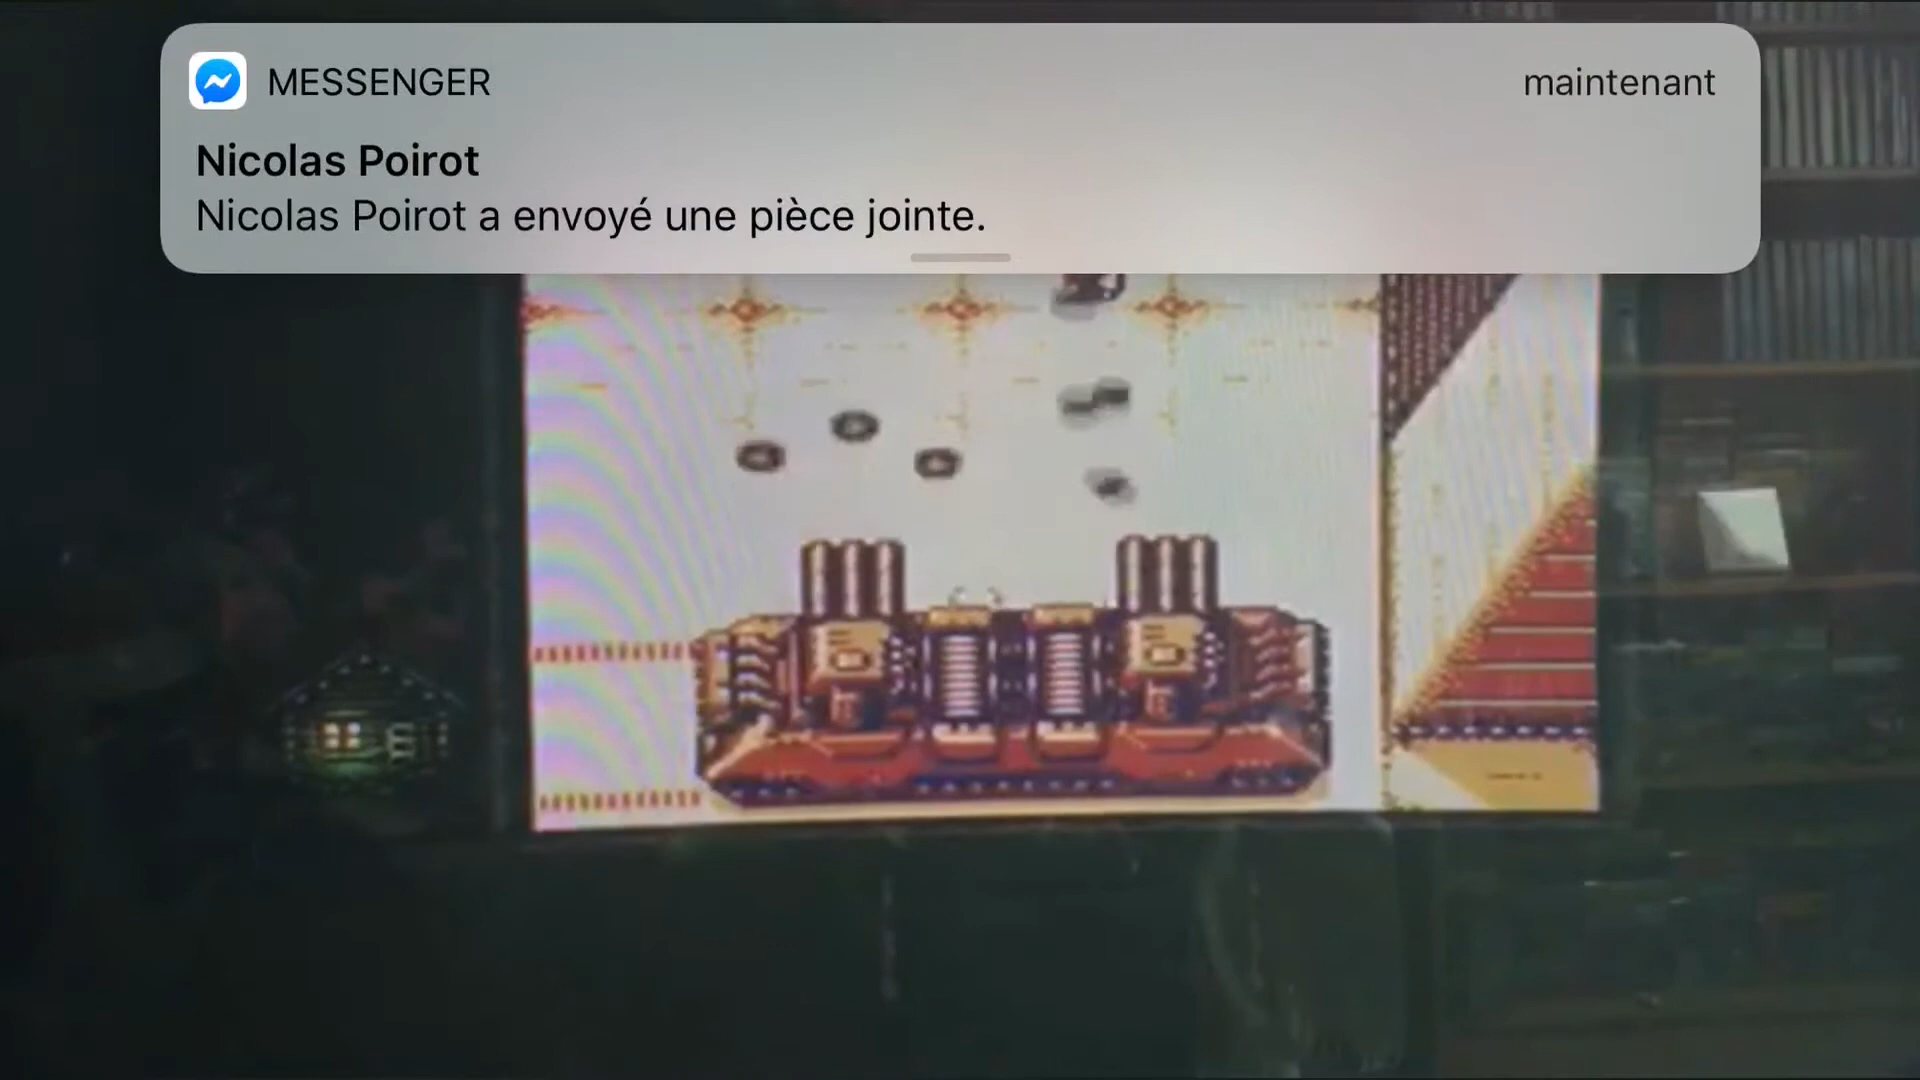 MESSENGER
maintenant
Nicolas Poirot
Nicolas Poirot a envoyé une pièce jointe.